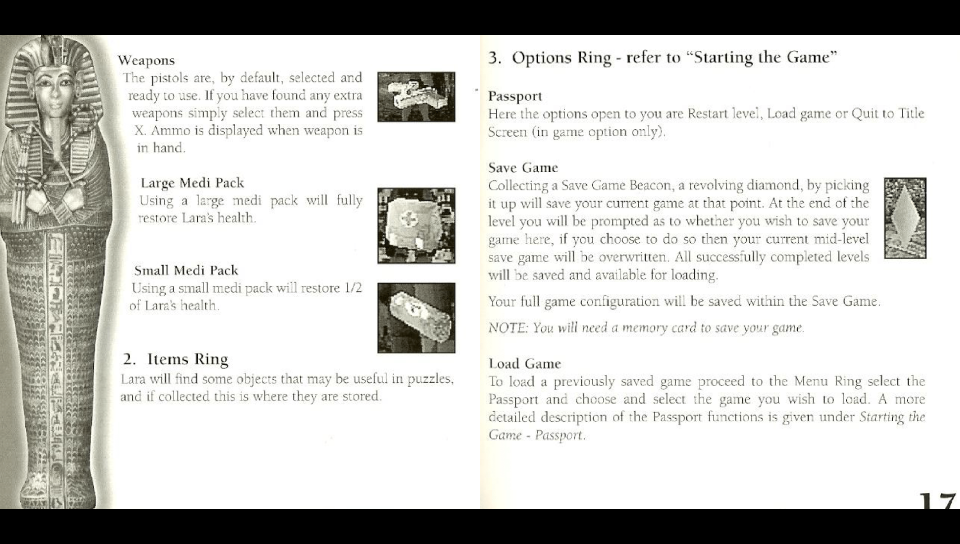 Weapons
The pistols are, by default, selected and
ready to use. If you have found any extra
weapons simply select them and press
X. Ammo is displayed when weapon is
in hand.
Large Medi Pack
Using a large medi pack will fully
restore Lara's health.
Small Medi Pack
Using a small medi pack will restore 1/2
of Lara's health.
2. Items Ring
Lara will find some objects that may be useful in puzzles,
and if collected this is where they are stored.
3. Options Ring - refer to "Starting the Game"
Passport
Here the options open to you are Restart level, Load game or Quit to Title
Screen (in game option only).
Save Game
Collecting a Save Game Beacon, a revolving diamond, by picking
it up will save your current game at that point. At the end of the
level you will be prompted as to whether you wish to save your
game here, if you choose to do so then your current mid-level
save game will be overwritten. All successfully completed levels
will be saved and available for loading.
Your full game configuration will be saved within the Save Game.
NOTE: You will need a memory card to save your game.
Load Game
To load a previously saved game proceed to the Menu Ring select the
Passport and choose and select the game you wish to load. A more
detailed description of the Passport functions is given under Starting the
Game - Passport.
17